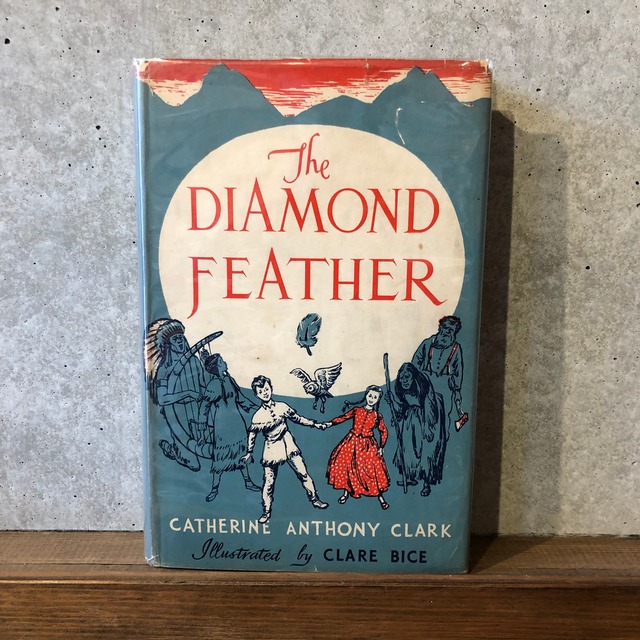 The
DIAMOND
FEATHER
CATHERINE ANTHONY CLARK
Illustrated by CLARE BICE